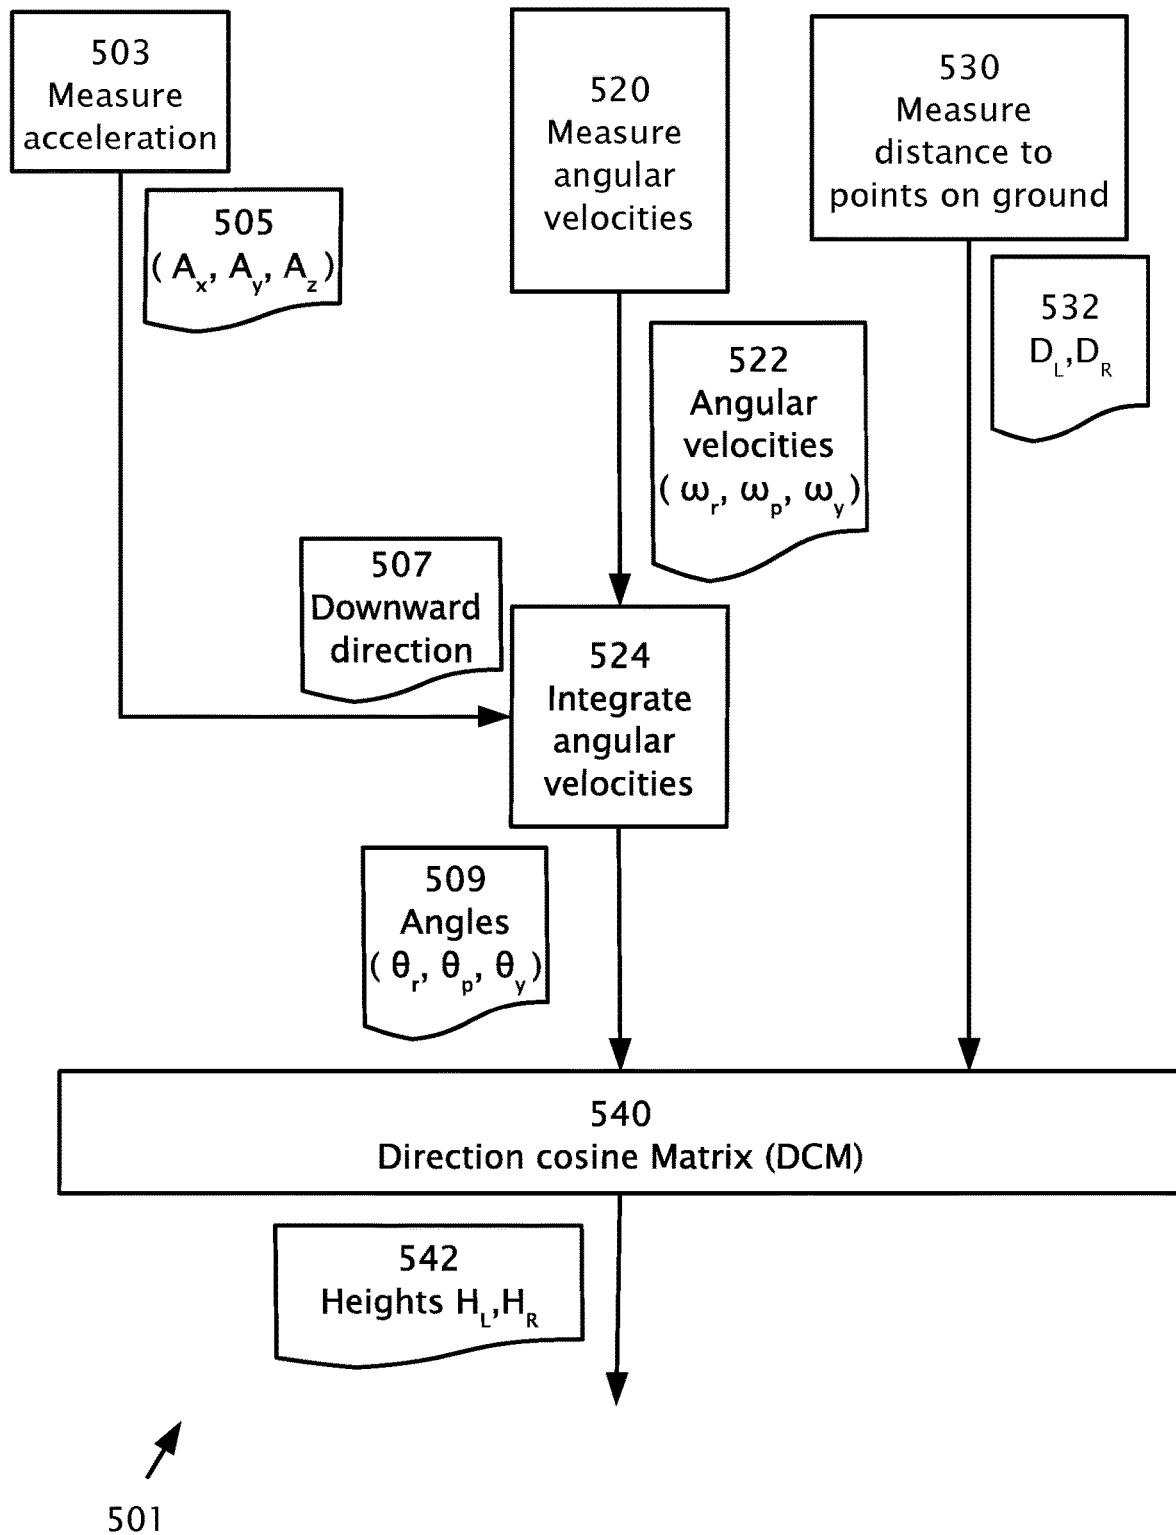 503
Measure
acceleration
505
( Ax, Ay, Az)
520
Measure
angular
velocities
530
Measure
distance to
points on ground
532
DL,DR
522
Angular
velocities
( ωr, ωp, ωy)
507
Downward
direction
524
Integrate
angular
velocities
509
Angles
( θr, θp, θy)
540
Direction cosine Matrix (DCM)
542
Heights HL,HR
501